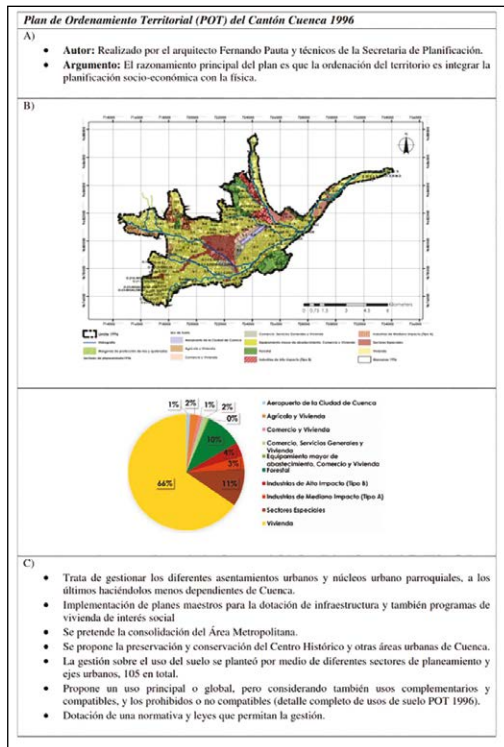 Plan de Ordenamiento Territorial (POT) del Cantón Cuenca 1996
A)
• Autor: Realizado por el arquitecto Fernando Pauta y técnicos de la Secretaria de Planificación.
• Argumento: El razonamiento principal del plan es que la ordenación del territorio es integrar la
planificación socio-económica con la física.
B)
1%
2%
1%
2%
0%
10%
4%
3%
11%
66%
Aeropuerto de la Ciudad de Cuenca
Agrícola y Vivienda
Comercio y Vivienda
Comercio, Servicios Generales y
Vivienda
Equipamiento mayor de
abastecimiento, Comercio y Vivienda
Forestal
Industrias de Alto Impacto (Tipo B)
Industrias de Mediano Impacto (Tipo A)
Sectores Especiales
Vivienda
C)
• Trata de gestionar los diferentes asentamientos urbanos y núcleos urbano parroquiales, a los
últimos haciéndolos menos dependientes de Cuenca.
• Implementación de planes maestros para la dotación de infraestructura y también programas de
vivienda de interés social
• Se pretende la consolidación del Área Metropolitana.
• Se propone la preservación y conservación del Centro Histórico y otras áreas urbanas de Cuenca.
• La gestión sobre el uso del suelo se planteó por medio de diferentes sectores de planeamiento y
ejes urbanos, 105 en total.
• Propone un uso principal o global, pero considerando también usos complementarios y
compatibles, y los prohibidos o no compatibles (detalle completo de usos de suelo POT 1996).
• Dotación de una normativa y leyes que permitan la gestión.